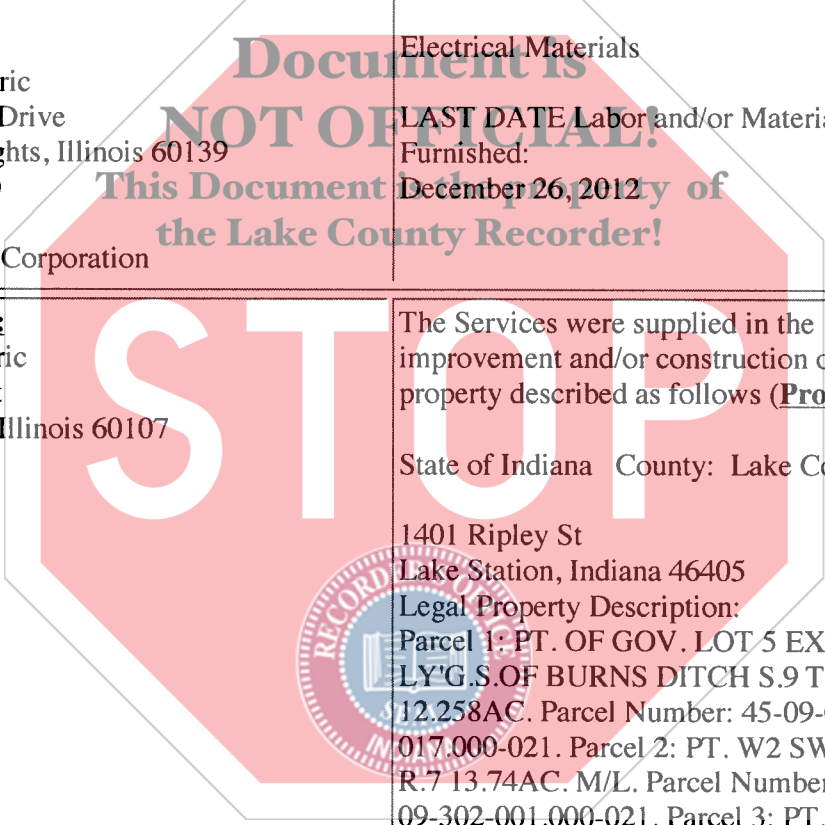 Document is
NOT OFFICIAL!
This Document is the property of
the Lake County Recorder!
STOP
ric
Drive
ghts, Illinois 60139
Corporation
ric
Illinois 60107
Electrical Materials
LAST DATE Labor and/or Materia
Furnished:
December 26, 2012
The Services were supplied in the
improvement and/or construction o
property described as follows (Pro
State of Indiana County: Lake Co
1401 Ripley St
Lake Station, Indiana 46405
Legal Property Description:
Parcel 1: PT. OF GOV. LOT 5 EX
LY'G.S.OF BURNS DITCH S.9 T
12.258AC. Parcel Number: 45-09-
017.000-021. Parcel 2: PT. W2 SW
R.7 13.74AC. M/L. Parcel Number
09-302-001.000-021. Parcel 3: PT.
RECORDER'S OFFICE
SEAL
INDIANA